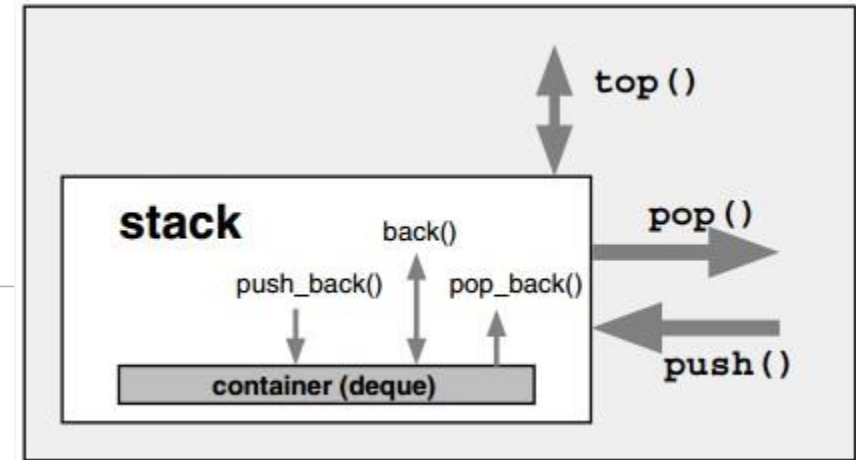 top()
pop()
stack
back()
push_back() pop_back()
push()
container (deque)